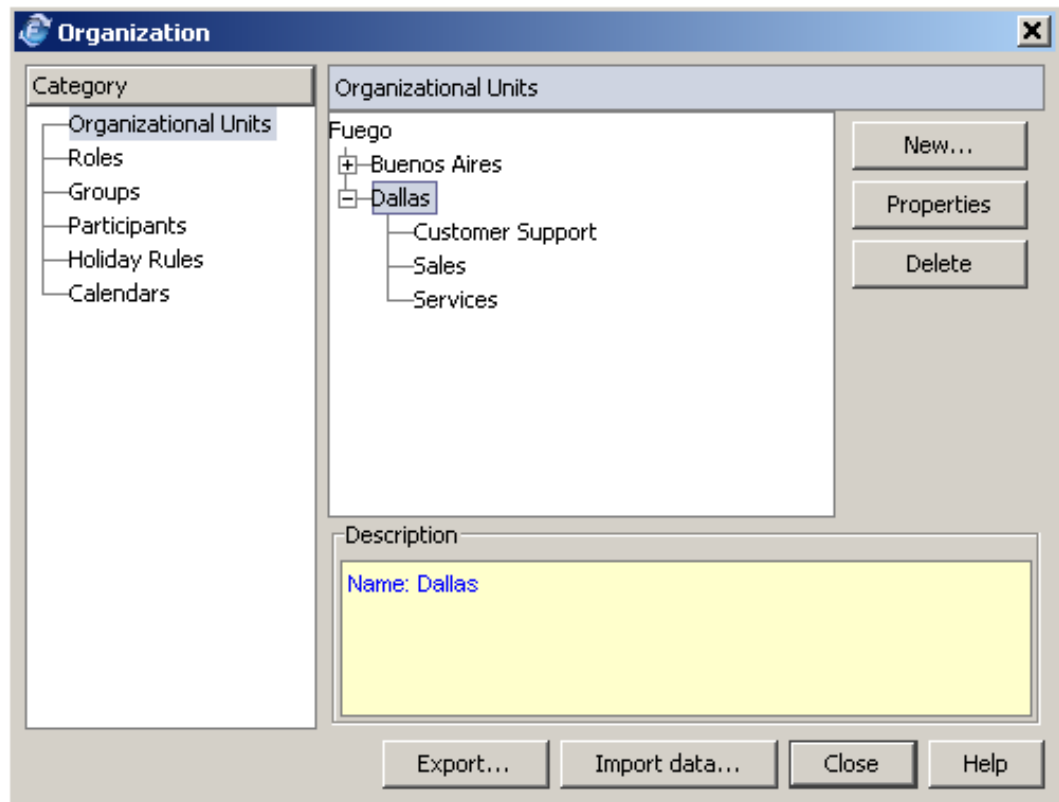 Organization
Category
Organizational Units
Roles
Groups
Participants
Holiday Rules
Calendars
Organizational Units
Fuego
Buenos Aires
Dallas
Customer Support
Sales
Services
New...
Properties
Delete
Description
Name: Dallas
Export...
Import data...
Close
Help